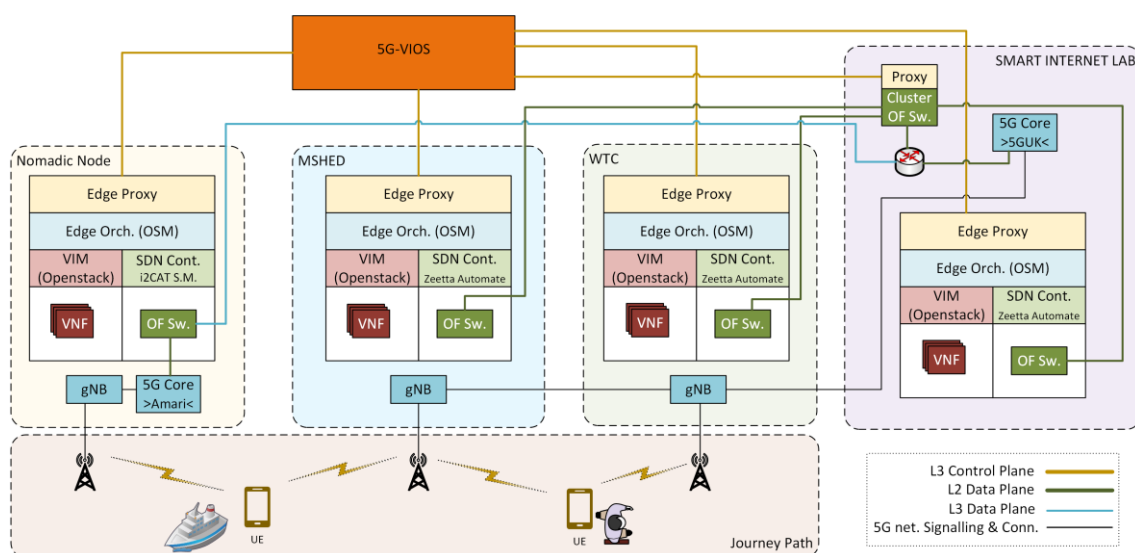 5G-VIOS
SMART INTERNET LAB
Proxy
Cluster
OF Sw.
5G Core
>5GUK<
Edge Proxy
Edge Orch. (OSM)
VIM
(Openstack)
SDN Cont.
Zeetta Automate
VNF
OF Sw.
Nomadic Node
Edge Proxy
Edge Orch. (OSM)
VIM
(Openstack)
SDN Cont.
i2CAT S.M.
VNF
OF Sw.
gNB
5G Core
>Amari<
MSHED
Edge Proxy
Edge Orch. (OSM)
VIM
(Openstack)
SDN Cont.
Zeetta Automate
VNF
OF Sw.
gNB
WTC
Edge Proxy
Edge Orch. (OSM)
VIM
(Openstack)
SDN Cont.
Zeetta Automate
VNF
OF Sw.
gNB
UE
UE
Journey Path
L3 Control Plane
L2 Data Plane
L3 Data Plane
5G net. Signalling & Conn.